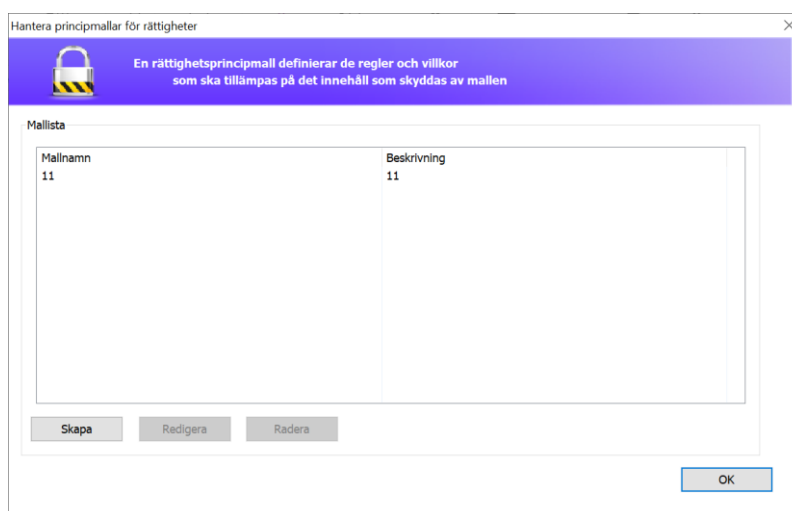 Hantera principmallar för rättigheter
En rättighetsprincipmall definierar de regler och villkor
som ska tillämpas på det innehåll som skyddas av mallen
Mallista
Mallnamn Beskrivning
11 11
Skapa Redigera Radera
OK